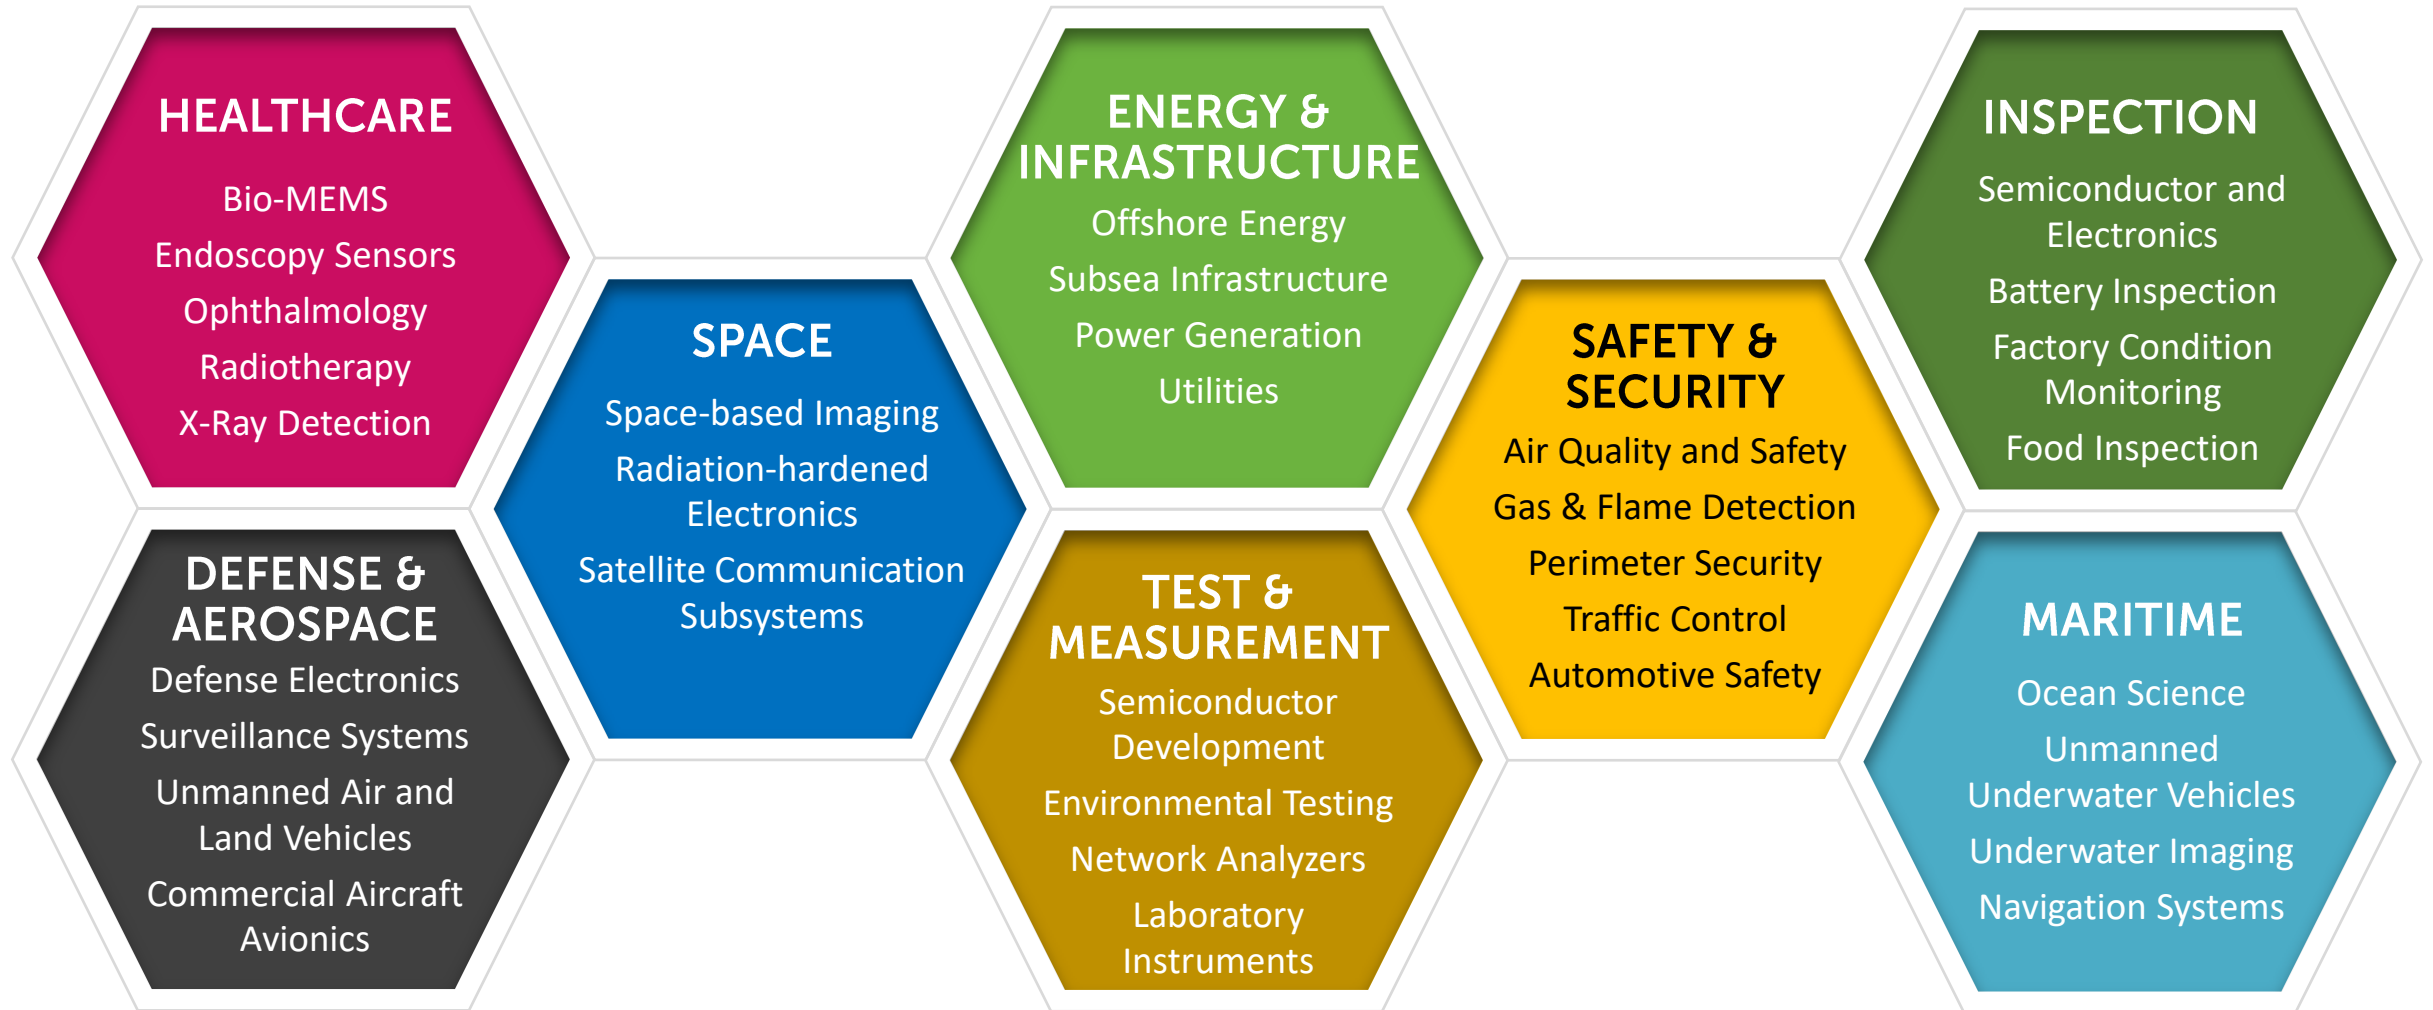 HEALTHCARE
Bio-MEMS
Endoscopy Sensors
Ophthalmology
Radiotherapy
X-Ray Detection
DEFENSE &
AEROSPACE
Defense Electronics
Surveillance Systems
Unmanned Air and
Land Vehicles
Commercial Aircraft
Avionics
SPACE
Space-based Imaging
Radiation-hardened
Electronics
Satellite Communication
Subsystems
ENERGY &
INFRASTRUCTURE
Offshore Energy
Subsea Infrastructure
Power Generation
Utilities
TEST &
MEASUREMENT
Semiconductor
Development
Environmental Testing
Network Analyzers
Laboratory
Instruments
SAFETY &
SECURITY
Air Quality and Safety
Gas & Flame Detection
Perimeter Security
Traffic Control
Automotive Safety
INSPECTION
Semiconductor and
Electronics
Battery Inspection
Factory Condition
Monitoring
Food Inspection
MARITIME
Ocean Science
Unmanned
Underwater Vehicles
Underwater Imaging
Navigation Systems